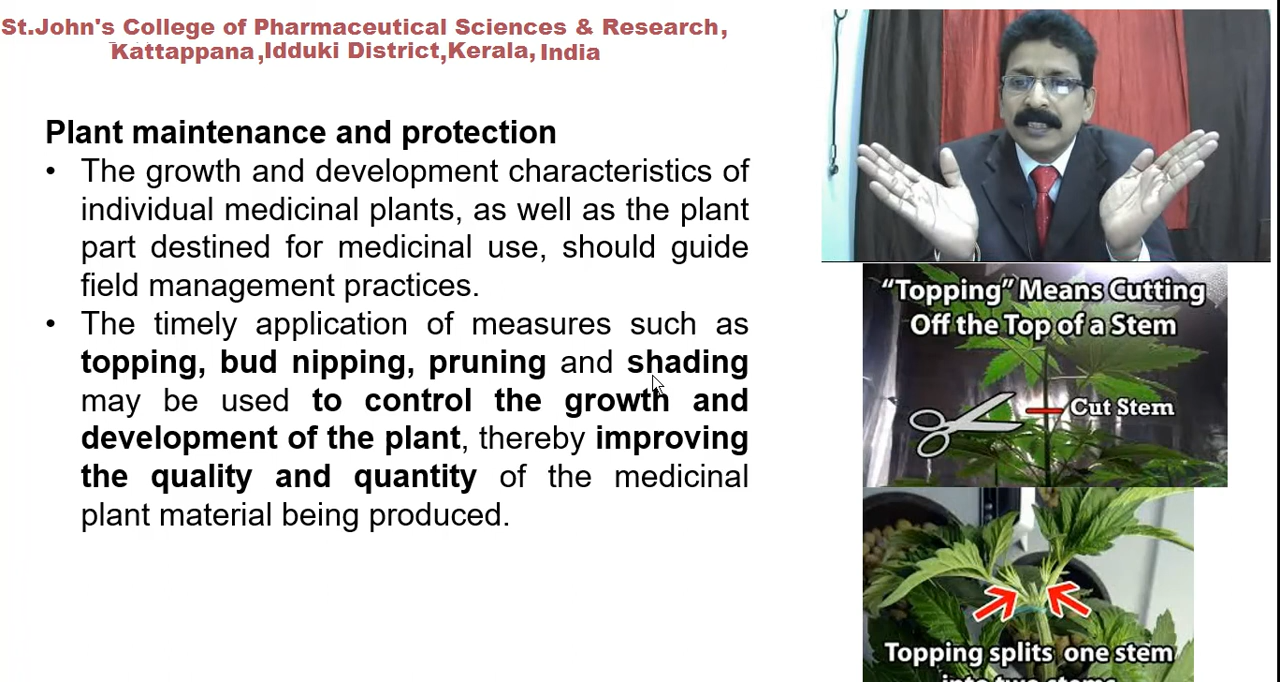 St.John's College of Pharmaceutical Sciences & Research,
Kattappana,Idduki District,Kerala, India
Plant maintenance and protection
• The growth and development characteristics of
individual medicinal plants, as well as the plant
part destined for medicinal use, should guide
field management practices.
• The timely application of measures such as
topping, bud nipping, pruning and shading
may be used to control the growth and
development of the plant, thereby improving
the quality and quantity of the medicinal
plant material being produced.
“Topping” Means Cutting
Off the Top of a Stem
Cut Stem
Topping splits one stem
into two stems